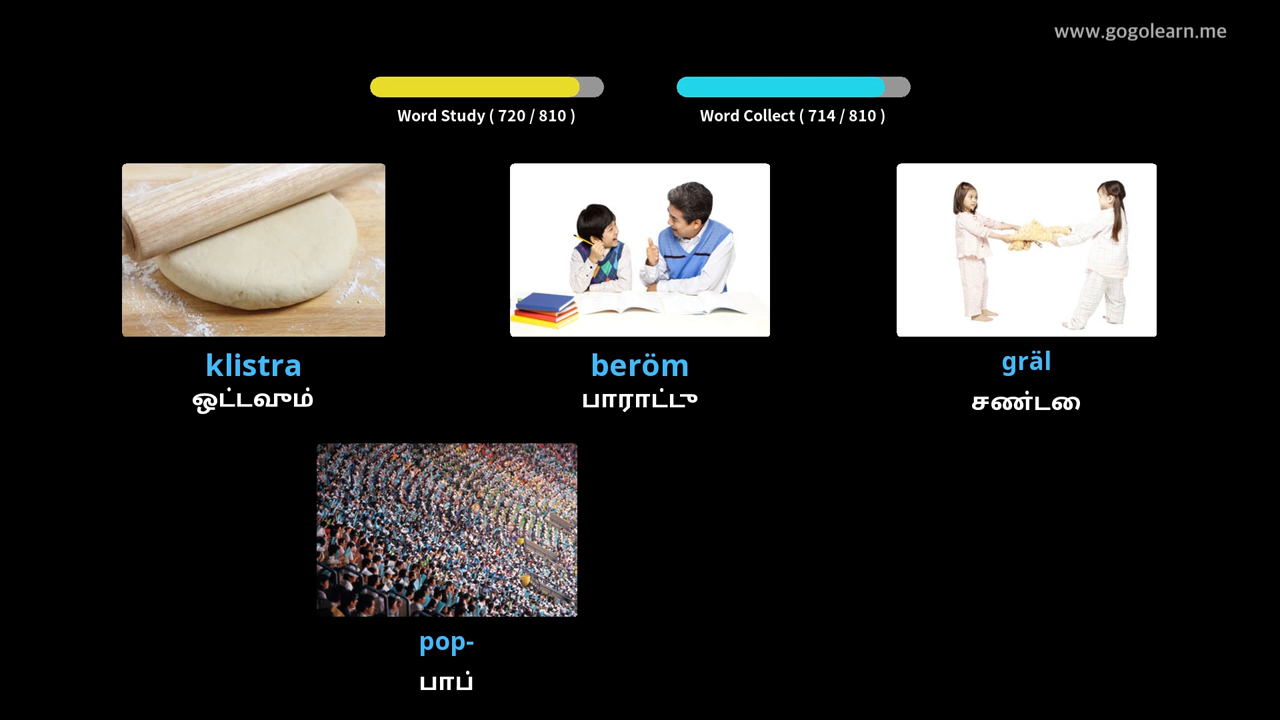 www.gogolearn.me
Word Study ( 720 / 810 )
Word Collect ( 714 / 810 )
klistra
ஒட்டவும்
beröm
பாராட்டு
gräl
சண்டை
pop-
பாப்